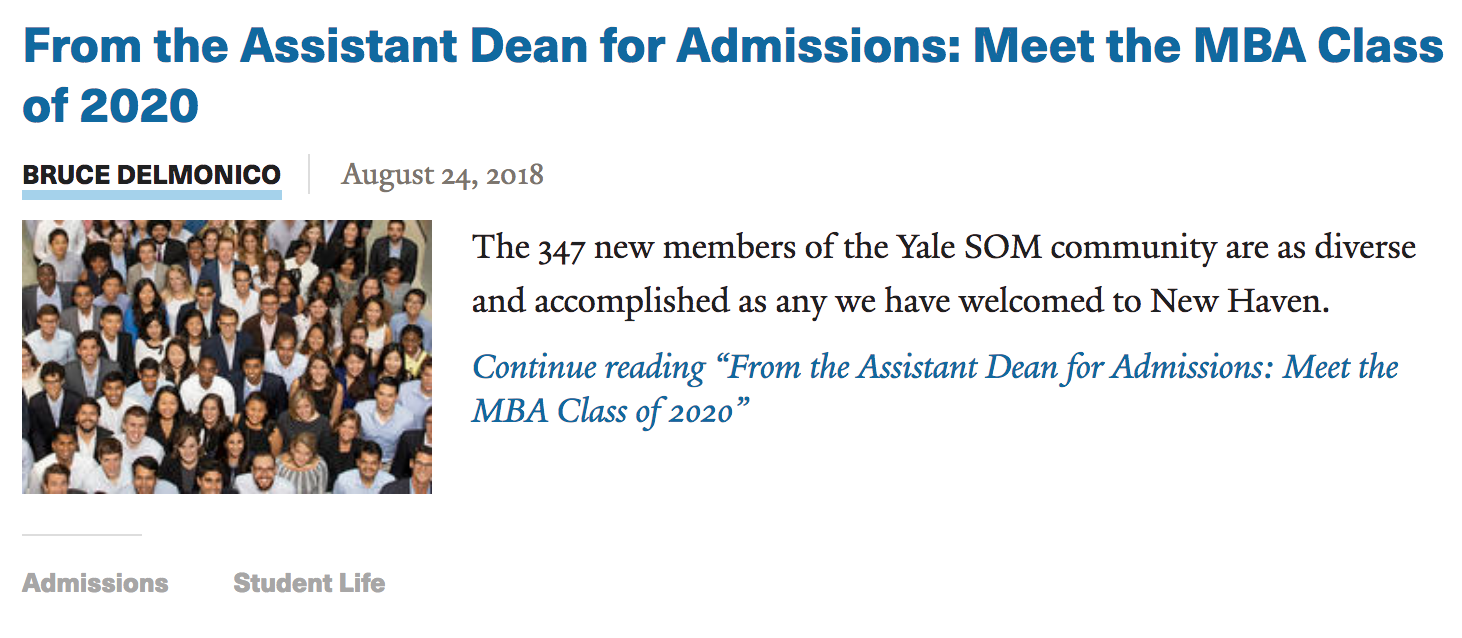 From the Assistant Dean for Admissions: Meet the MBA Class
of 2020
BRUCE DELMONICO
August 24, 2018
The 347 new members of the Yale SOM community are as diverse
and accomplished as any we have welcomed to New Haven.
Continue reading “From the Assistant Dean for Admissions: Meet the
MBA Class of 2020”
Admissions
Student Life